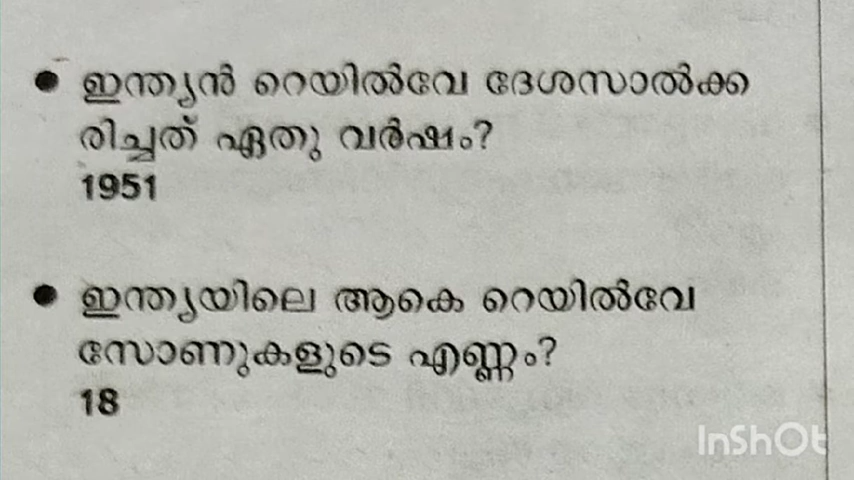 • ഇന്ത്യൻ റെയിൽവേ ദേശസാൽക്ക
രിച്ചത് ഏതു വർഷം?
1951
• ഇന്ത്യയിലെ ആകെ റെയിൽവേ
സോണുകളുടെ എണ്ണം?
18
InShOt